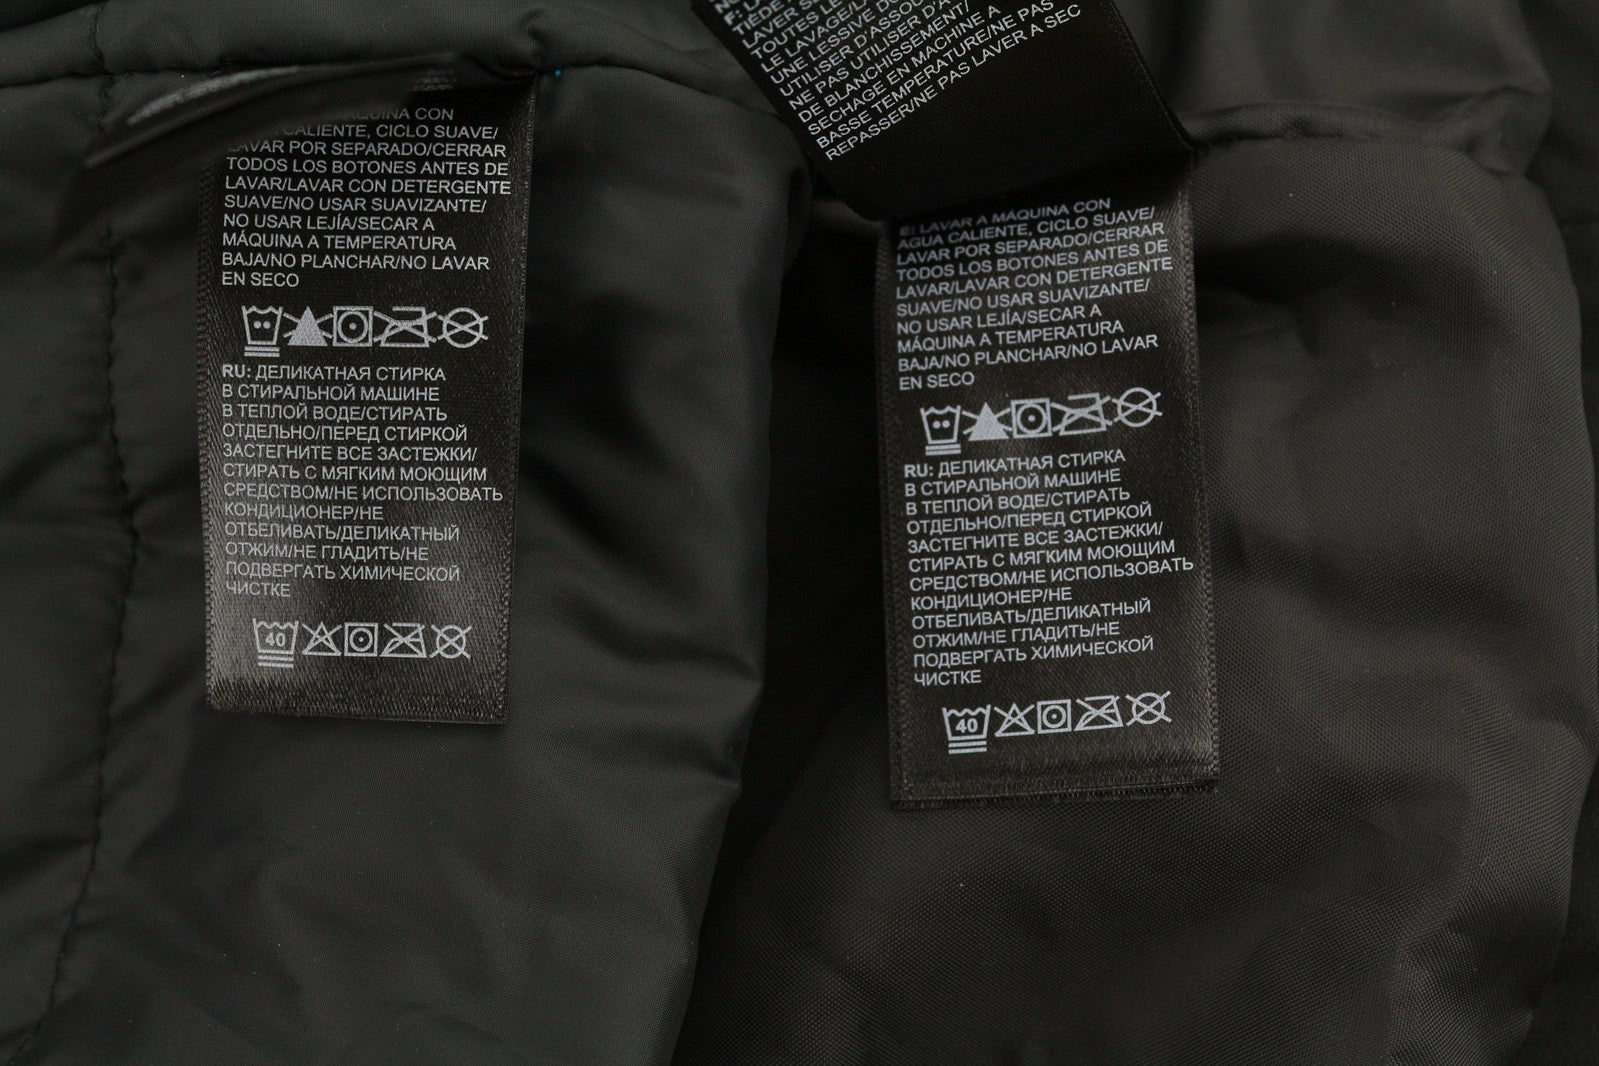 MÁQUINA CON
CALIENTE, CICLO SUAVE/
LAVAR POR SEPARADO/CERRAR
TODOS LOS BOTONES ANTES DE
LAVAR/LAVAR CON DETERGENTE
SUAVE/NO USAR SUAVIZANTE/
NO USAR LEJÍA/SECAR A
MÁQUINA A TEMPERATURA
BAJA/NO PLANCHAR/NO LAVAR
EN SECO
RU: ДЕЛИКАТНАЯ СТИРКА
В СТИРАЛЬНОЙ МАШИНЕ
В ТЕПЛОЙ ВОДЕ/СТИРАТЬ
ОТДЕЛЬНО/ПЕРЕД СТИРКОЙ
ЗАСТЕГНИТЕ ВСЕ ЗАСТЕЖКИ/
СТИРАТЬ С МЯГКИМ МОЮЩИМ
СРЕДСТВОМ/НЕ ИСПОЛЬЗОВАТЬ
КОНДИЦИОНЕР/НЕ
ОТБЕЛИВАТЬ/ДЕЛИКАТНЫЙ
ОТЖИМ/НЕ ГЛАДИТЬ/НЕ
ПОДВЕРГАТЬ ХИМИЧЕСКОЙ
ЧИСТКЕ
40
TIÈDE
LAVER
TOUTES
LE LAVAGE/
UNE LESSIVE
UTILISER D'ASSOU
NE PAS UTILISER D'A
DE BLANCHISSEMENT/
SECHAGE EN MACHINE A
BASSE TEMPERATURE/NE PAS
REPASSER/NE PAS LAVER A SEC
E: LAVAR A MÁQUINA CON
AGUA CALIENTE, CICLO SUAVE/
LAVAR POR SEPARADO/CERRAR
TODOS LOS BOTONES ANTES DE
LAVAR/LAVAR CON DETERGENTE
SUAVE/NO USAR SUAVIZANTE/
NO USAR LEJÍA/SECAR A
MÁQUINA A TEMPERATURA
BAJA/NO PLANCHAR/NO LAVAR
EN SECO
RU: ДЕЛИКАТНАЯ СТИРКА
В СТИРАЛЬНОЙ МАШИНЕ
В ТЕПЛОЙ ВОДЕ/СТИРАТЬ
ОТДЕЛЬНО/ПЕРЕД СТИРКОЙ
ЗАСТЕГНИТЕ ВСЕ ЗАСТЕЖКИ/
СТИРАТЬ С МЯГКИМ МОЮЩИМ
СРЕДСТВОМ/НЕ ИСПОЛЬЗОВАТЬ
КОНДИЦИОНЕР/НЕ
ОТБЕЛИВАТЬ/ДЕЛИКАТНЫЙ
ОТЖИМ/НЕ ГЛАДИТЬ/НЕ
ПОДВЕРГАТЬ ХИМИЧЕСКОЙ
ЧИСТКЕ
40